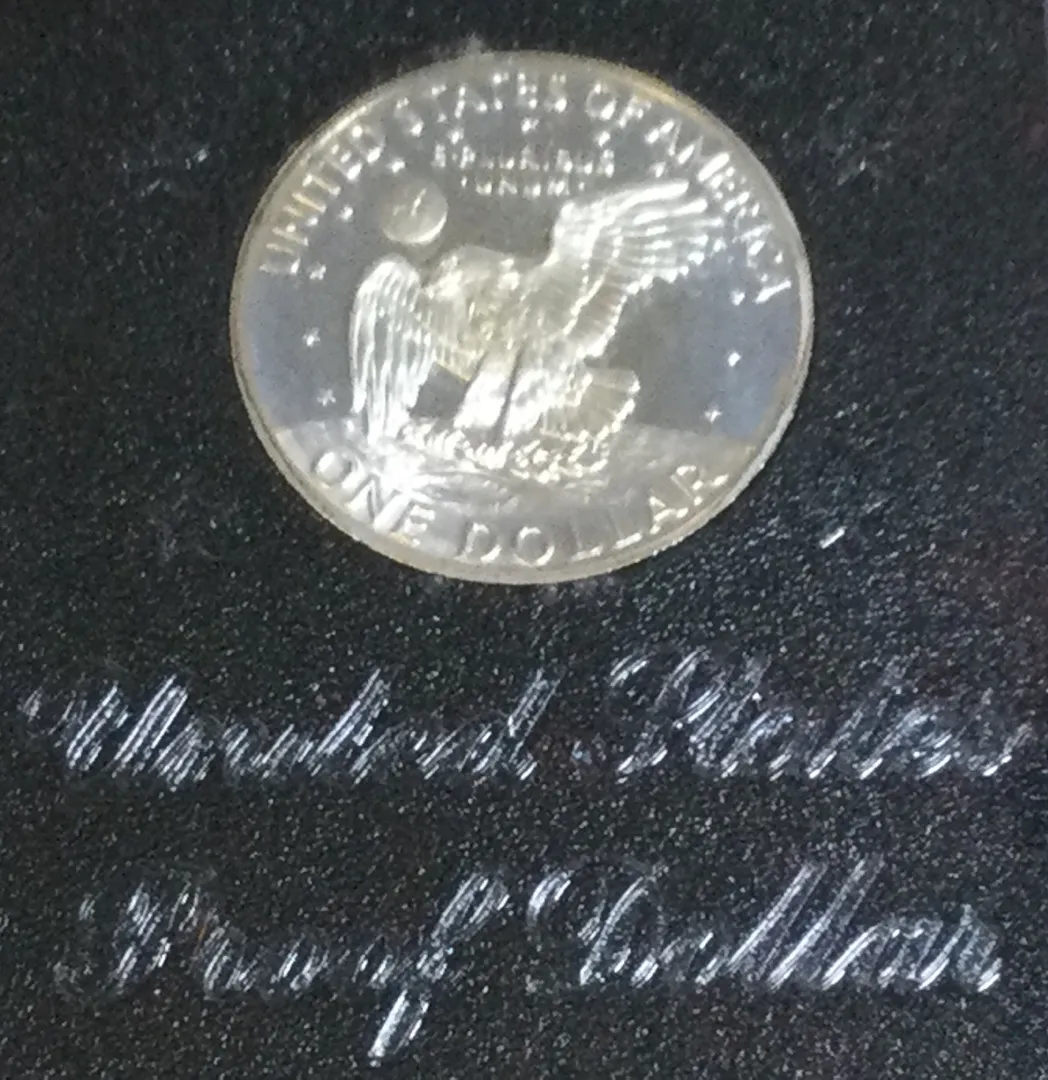 UNITED STATES OF AMERICA
E·PLURIBUS
UNUM
ONE DOLLAR
United States
Proof Dollar